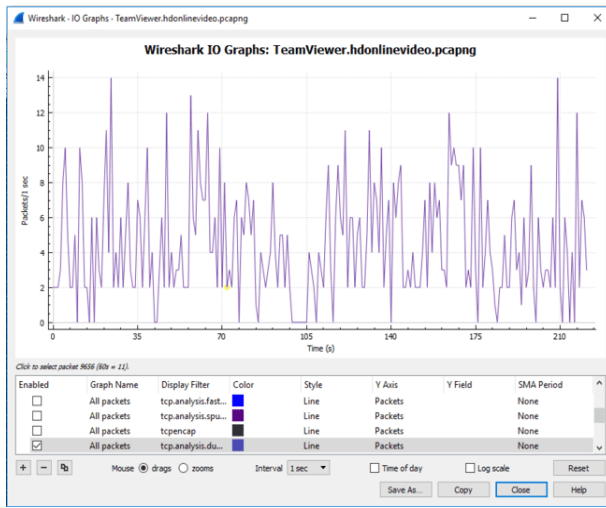 Wireshark - IO Graphs - TeamViewer.hdonlinevideo.pcapng
Wireshark IO Graphs: TeamViewer.hdonlinevideo.pcapng
14
12
10
8
6
4
2
0
Packets/1 sec
0 35 70 105 140 175 210
Time (s)
Click to select packet 9656 (60s = 11).
Enabled Graph Name Display Filter Color Style Y Axis Y Field SMA Period
All packets tcp.analysis.fast... Line Packets None
All packets tcp.analysis.spu... Line Packets None
All packets tcpencap Line Packets None
All packets tcp.analysis.du... Line Packets None
Mouse drags zooms Interval 1 sec Time of day Log scale Reset
Save As... Copy Close Help